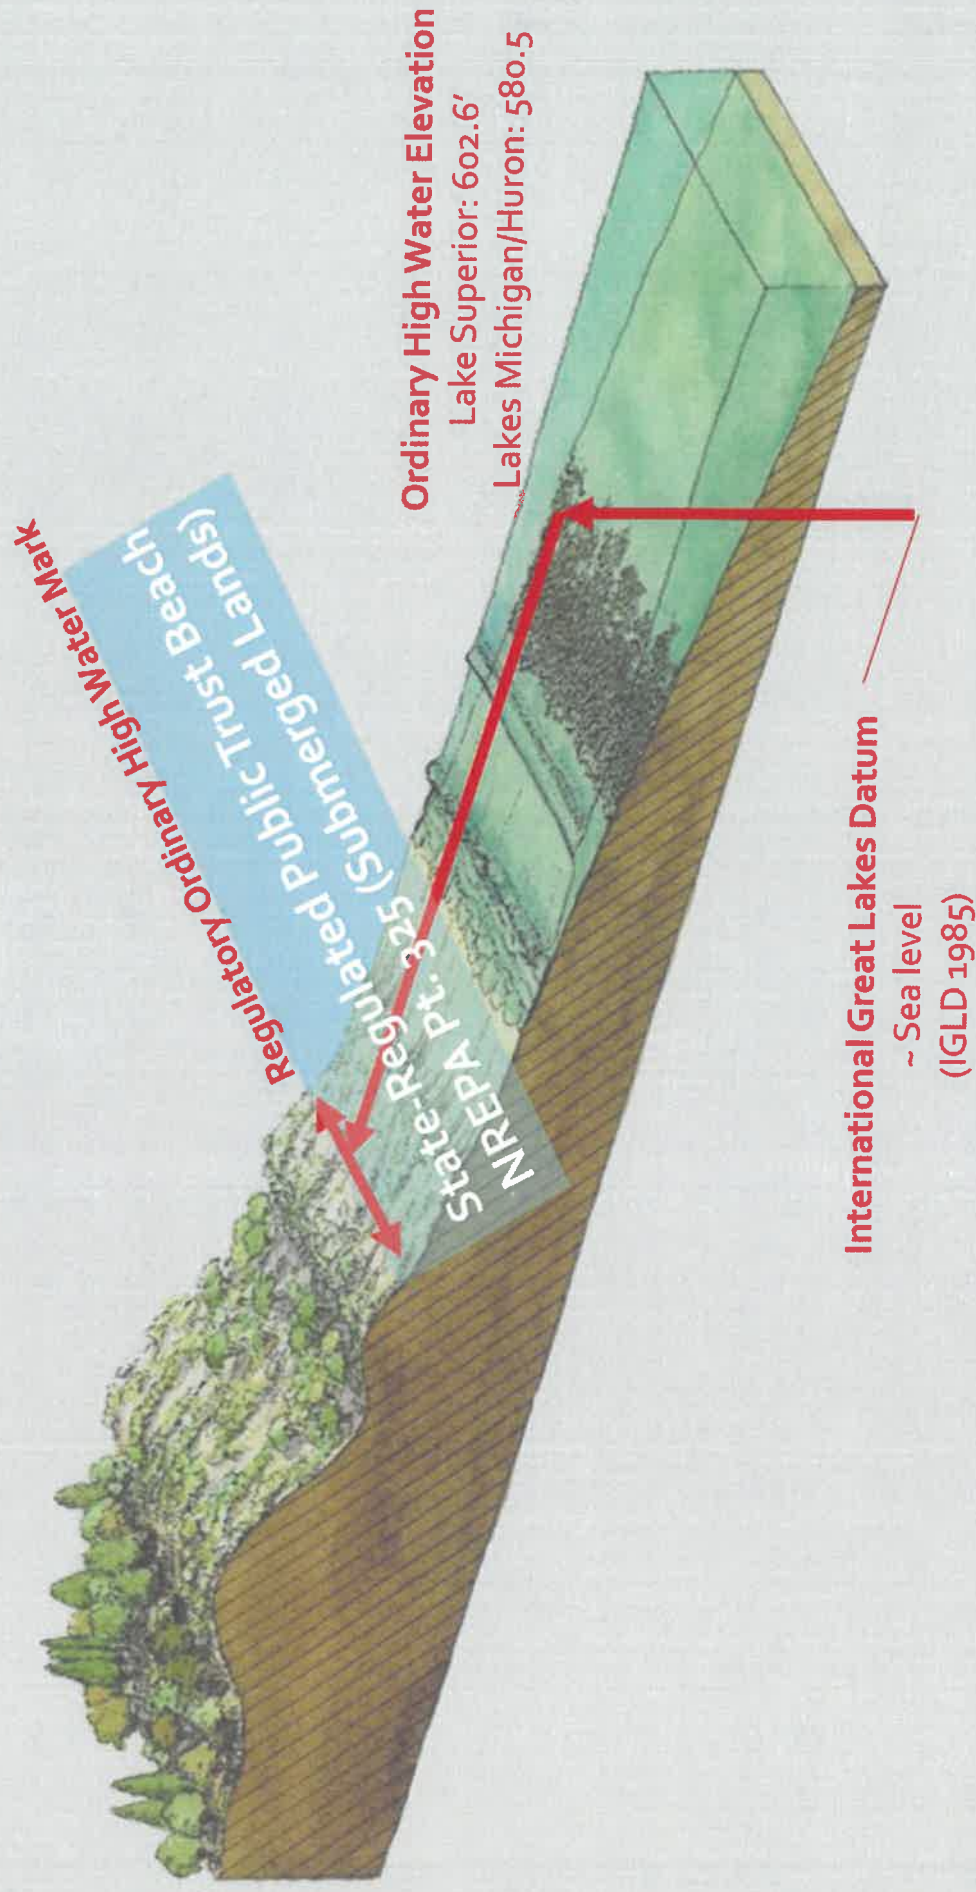 Regulatory Ordinary High Water Mark
State-Regulated Public Trust Beach
NREPA Pt. 325 (Submerged Lands)
Ordinary High Water Elevation
Lake Superior: 602.6'
Lakes Michigan/Huron: 580.5
International Great Lakes Datum
~ Sea level
(IGLD 1985)